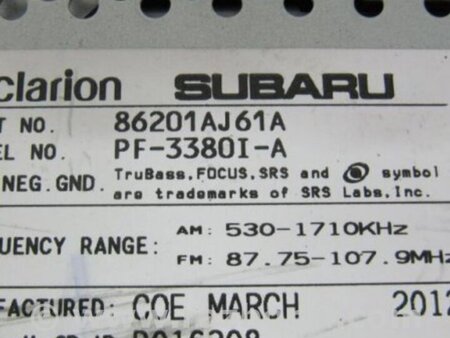 clarion SUBARU
T NO. 86201AJ61A
EL NO. PF-3380I-A
NEG.GND. TruBass, FOCUS, SRS and symbol
are trademarks of SRS Labs, Inc.
UENCY RANGE: AM: 530-1710KHz
FM: 87.75-107.9MHz
FACTURED: COE MARCH 2012